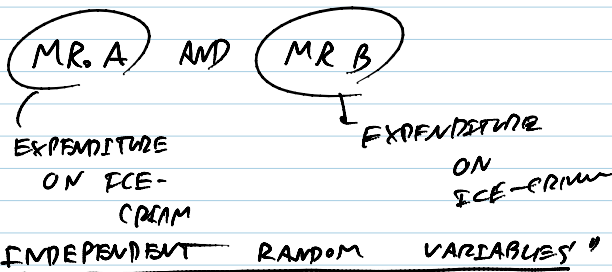 MR. A AND MR B
EXPENDITURE
ON ICE-
CREAM
EXPENDITURE
ON
ICE-CREAM
INDEPENDENT RANDOM VARIABLES"